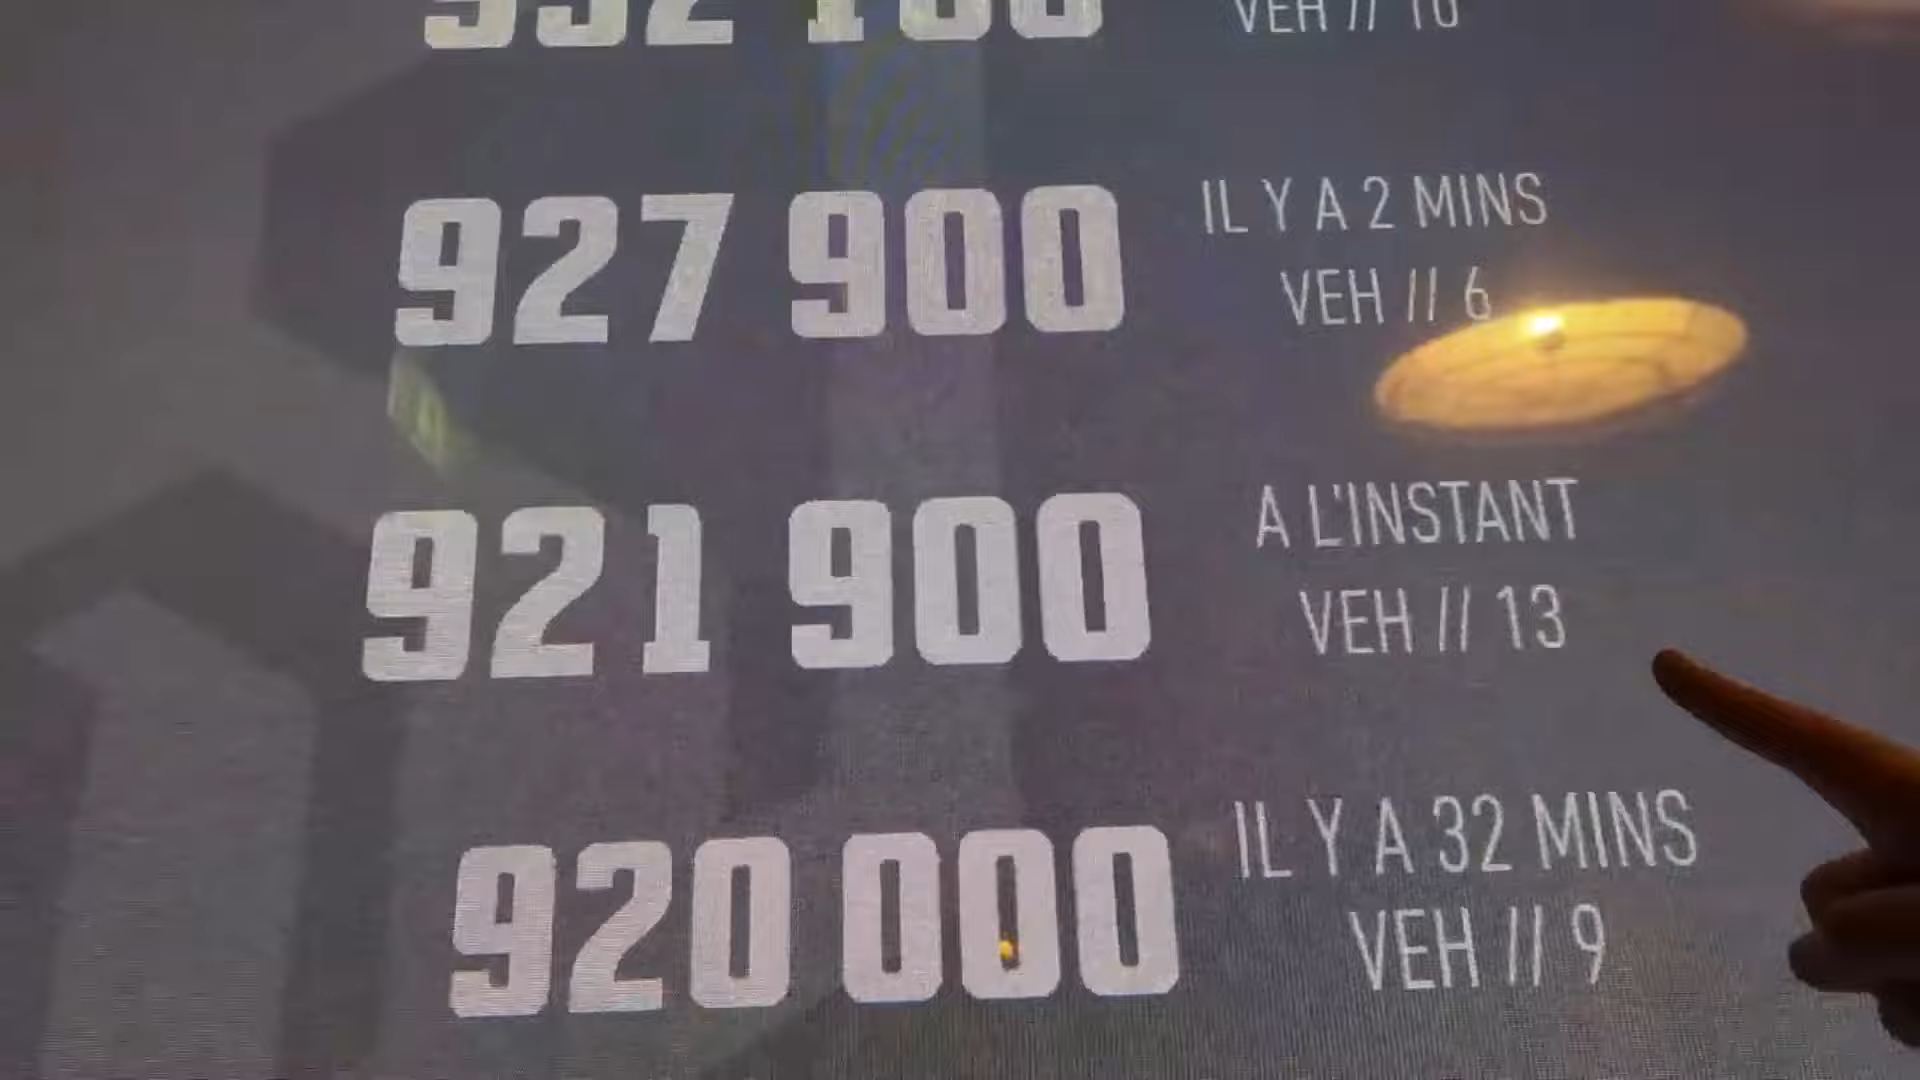 927 900
IL Y A 2 MINS
VEH // 6
921 900
A L'INSTANT
VEH // 13
920 000
IL Y A 32 MINS
VEH // 9